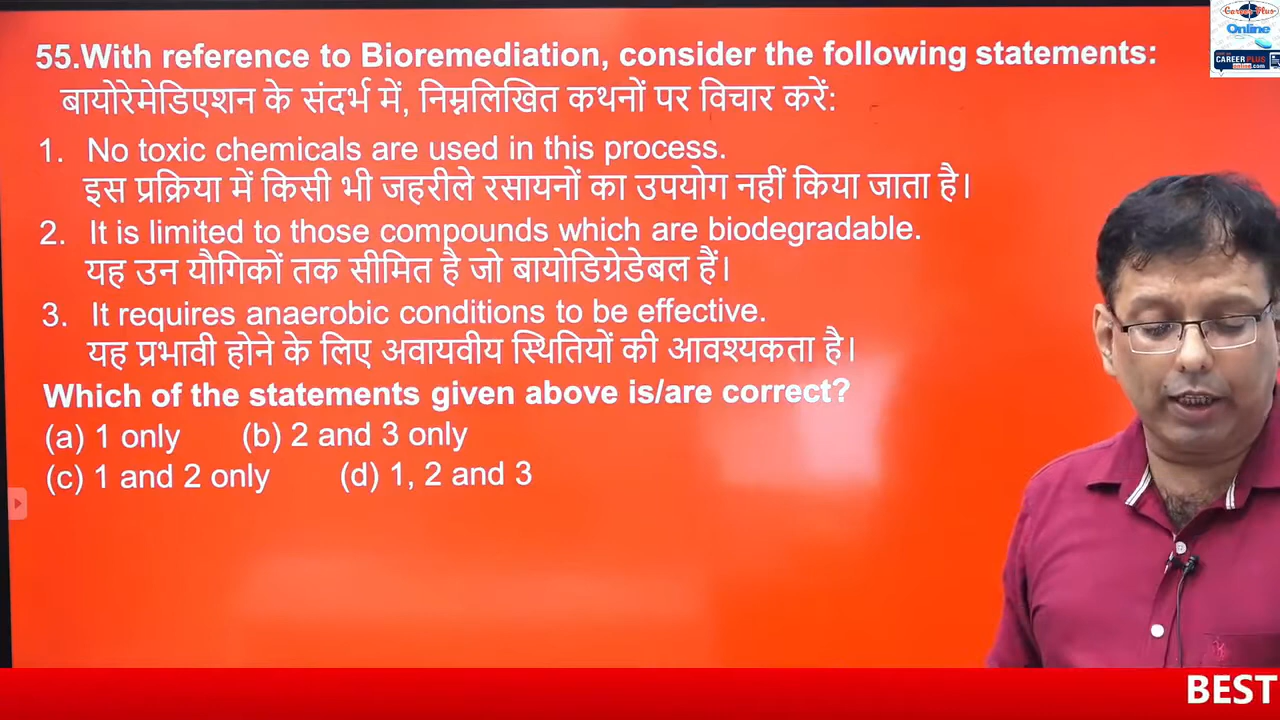 55.With reference to Bioremediation, consider the following statements:
बायोरेमेडिएशन के संदर्भ में, निम्नलिखित कथनों पर विचार करें:
1. No toxic chemicals are used in this process.
इस प्रक्रिया में किसी भी जहरीले रसायनों का उपयोग नहीं किया जाता है।
2. It is limited to those compounds which are biodegradable.
यह उन यौगिकों तक सीमित है जो बायोडिग्रेडेबल हैं।
3. It requires anaerobic conditions to be effective.
यह प्रभावी होने के लिए अवायवीय स्थितियों की आवश्यकता है।
Which of the statements given above is/are correct?
(a) 1 only (b) 2 and 3 only
(c) 1 and 2 only (d) 1, 2 and 3
Career Plus
Online
CAREERPLUS
online.com
BEST